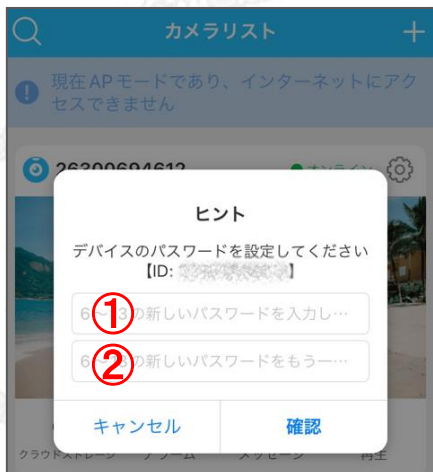 カメラリスト
現在APモードであり、インターネットにアク
セスできません
26300694612
オンライン
ヒント
デバイスのパスワードを設定してください
【ID: 】
① 6～13の新しいパスワードを入力し…
② 6～13の新しいパスワードをもう一…
キャンセル 確認
クラウドストレージ アラーム メッセージ 再生